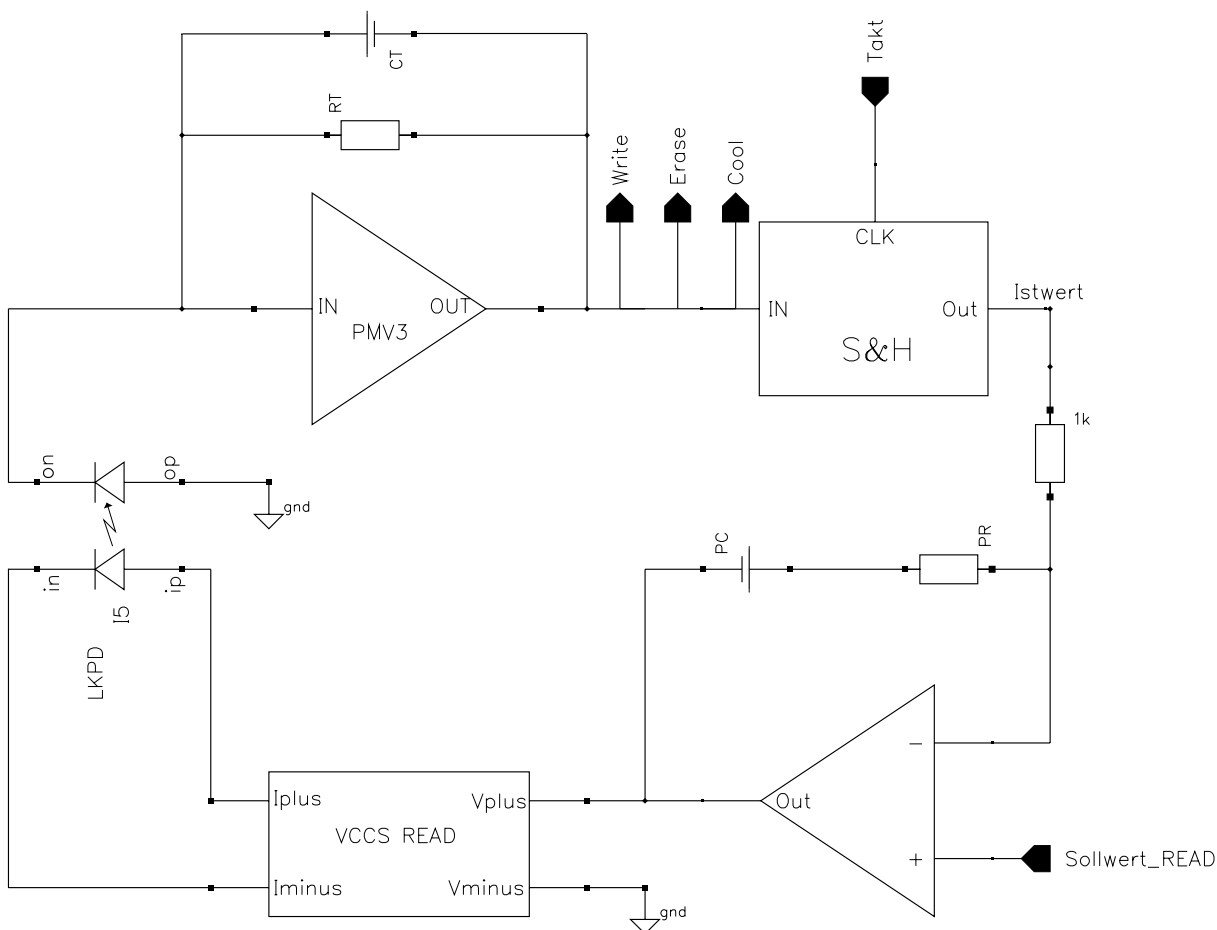 CT
RT
Takt
Write
Erase
Cool
CLK
IN
OUT
PMV3
IN
Out
S&H
Istwert
1k
on
op
gnd
in
ip
I5
LKPD
PC
PR
Iplus
Vplus
VCCS READ
Iminus
Vminus
gnd
Out
−
+
Sollwert_READ